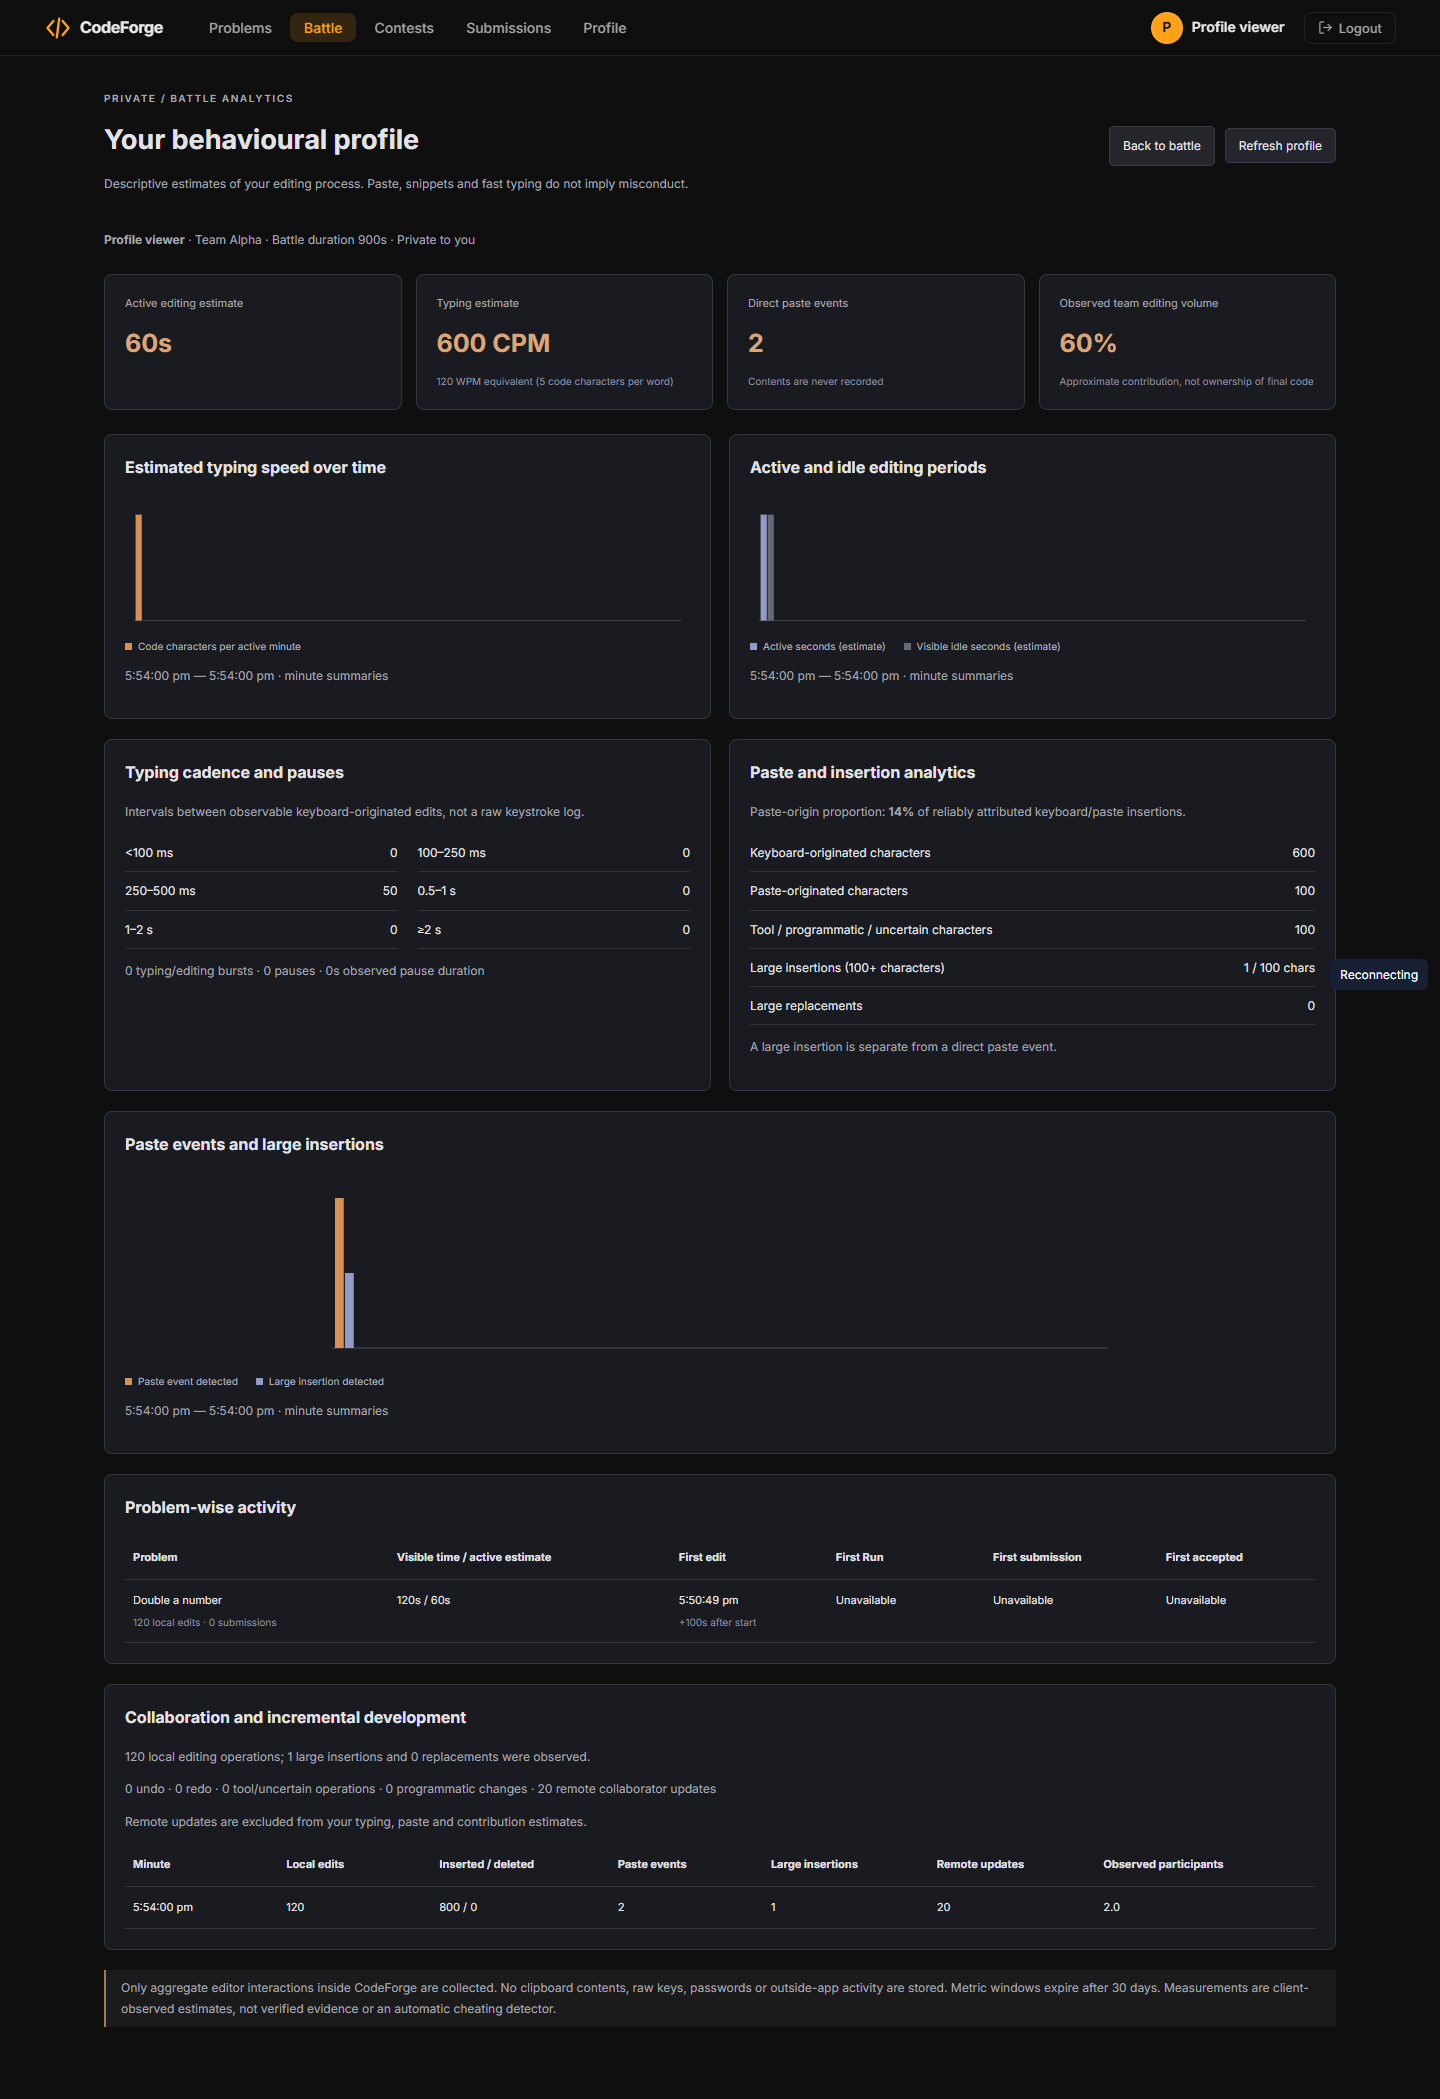 CodeForge
Problems
Battle
Contests
Submissions
Profile
P
Profile viewer
Logout
PRIVATE / BATTLE ANALYTICS
Your behavioural profile
Back to battle
Refresh profile
Descriptive estimates of your editing process. Paste, snippets and fast typing do not imply misconduct.
Profile viewer · Team Alpha · Battle duration 900s · Private to you
Active editing estimate
60s
Typing estimate
600 CPM
120 WPM equivalent (5 code characters per word)
Direct paste events
2
Contents are never recorded
Observed team editing volume
60%
Approximate contribution, not ownership of final code
Estimated typing speed over time
Code characters per active minute
5:54:00 pm — 5:54:00 pm · minute summaries
Active and idle editing periods
Active seconds (estimate)
Visible idle seconds (estimate)
5:54:00 pm — 5:54:00 pm · minute summaries
Typing cadence and pauses
Intervals between observable keyboard-originated edits, not a raw keystroke log.
<100 ms 0
100–250 ms 0
250–500 ms 50
0.5–1 s 0
1–2 s 0
≥2 s 0
0 typing/editing bursts · 0 pauses · 0s observed pause duration
Paste and insertion analytics
Paste-origin proportion: 14% of reliably attributed keyboard/paste insertions.
Keyboard-originated characters 600
Paste-originated characters 100
Tool / programmatic / uncertain characters 100
Large insertions (100+ characters) 1 / 100 chars
Large replacements 0
A large insertion is separate from a direct paste event.
Reconnecting
Paste events and large insertions
Paste event detected
Large insertion detected
5:54:00 pm — 5:54:00 pm · minute summaries
Problem-wise activity
Problem Visible time / active estimate First edit First Run First submission First accepted
Double a number 120s / 60s 5:50:49 pm Unavailable Unavailable Unavailable
120 local edits · 0 submissions +100s after start
Collaboration and incremental development
120 local editing operations; 1 large insertions and 0 replacements were observed.
0 undo · 0 redo · 0 tool/uncertain operations · 0 programmatic changes · 20 remote collaborator updates
Remote updates are excluded from your typing, paste and contribution estimates.
Minute Local edits Inserted / deleted Paste events Large insertions Remote updates Observed participants
5:54:00 pm 120 800 / 0 2 1 20 2.0
Only aggregate editor interactions inside CodeForge are collected. No clipboard contents, raw keys, passwords or outside-app activity are stored. Metric windows expire after 30 days. Measurements are client-
observed estimates, not verified evidence or an automatic cheating detector.